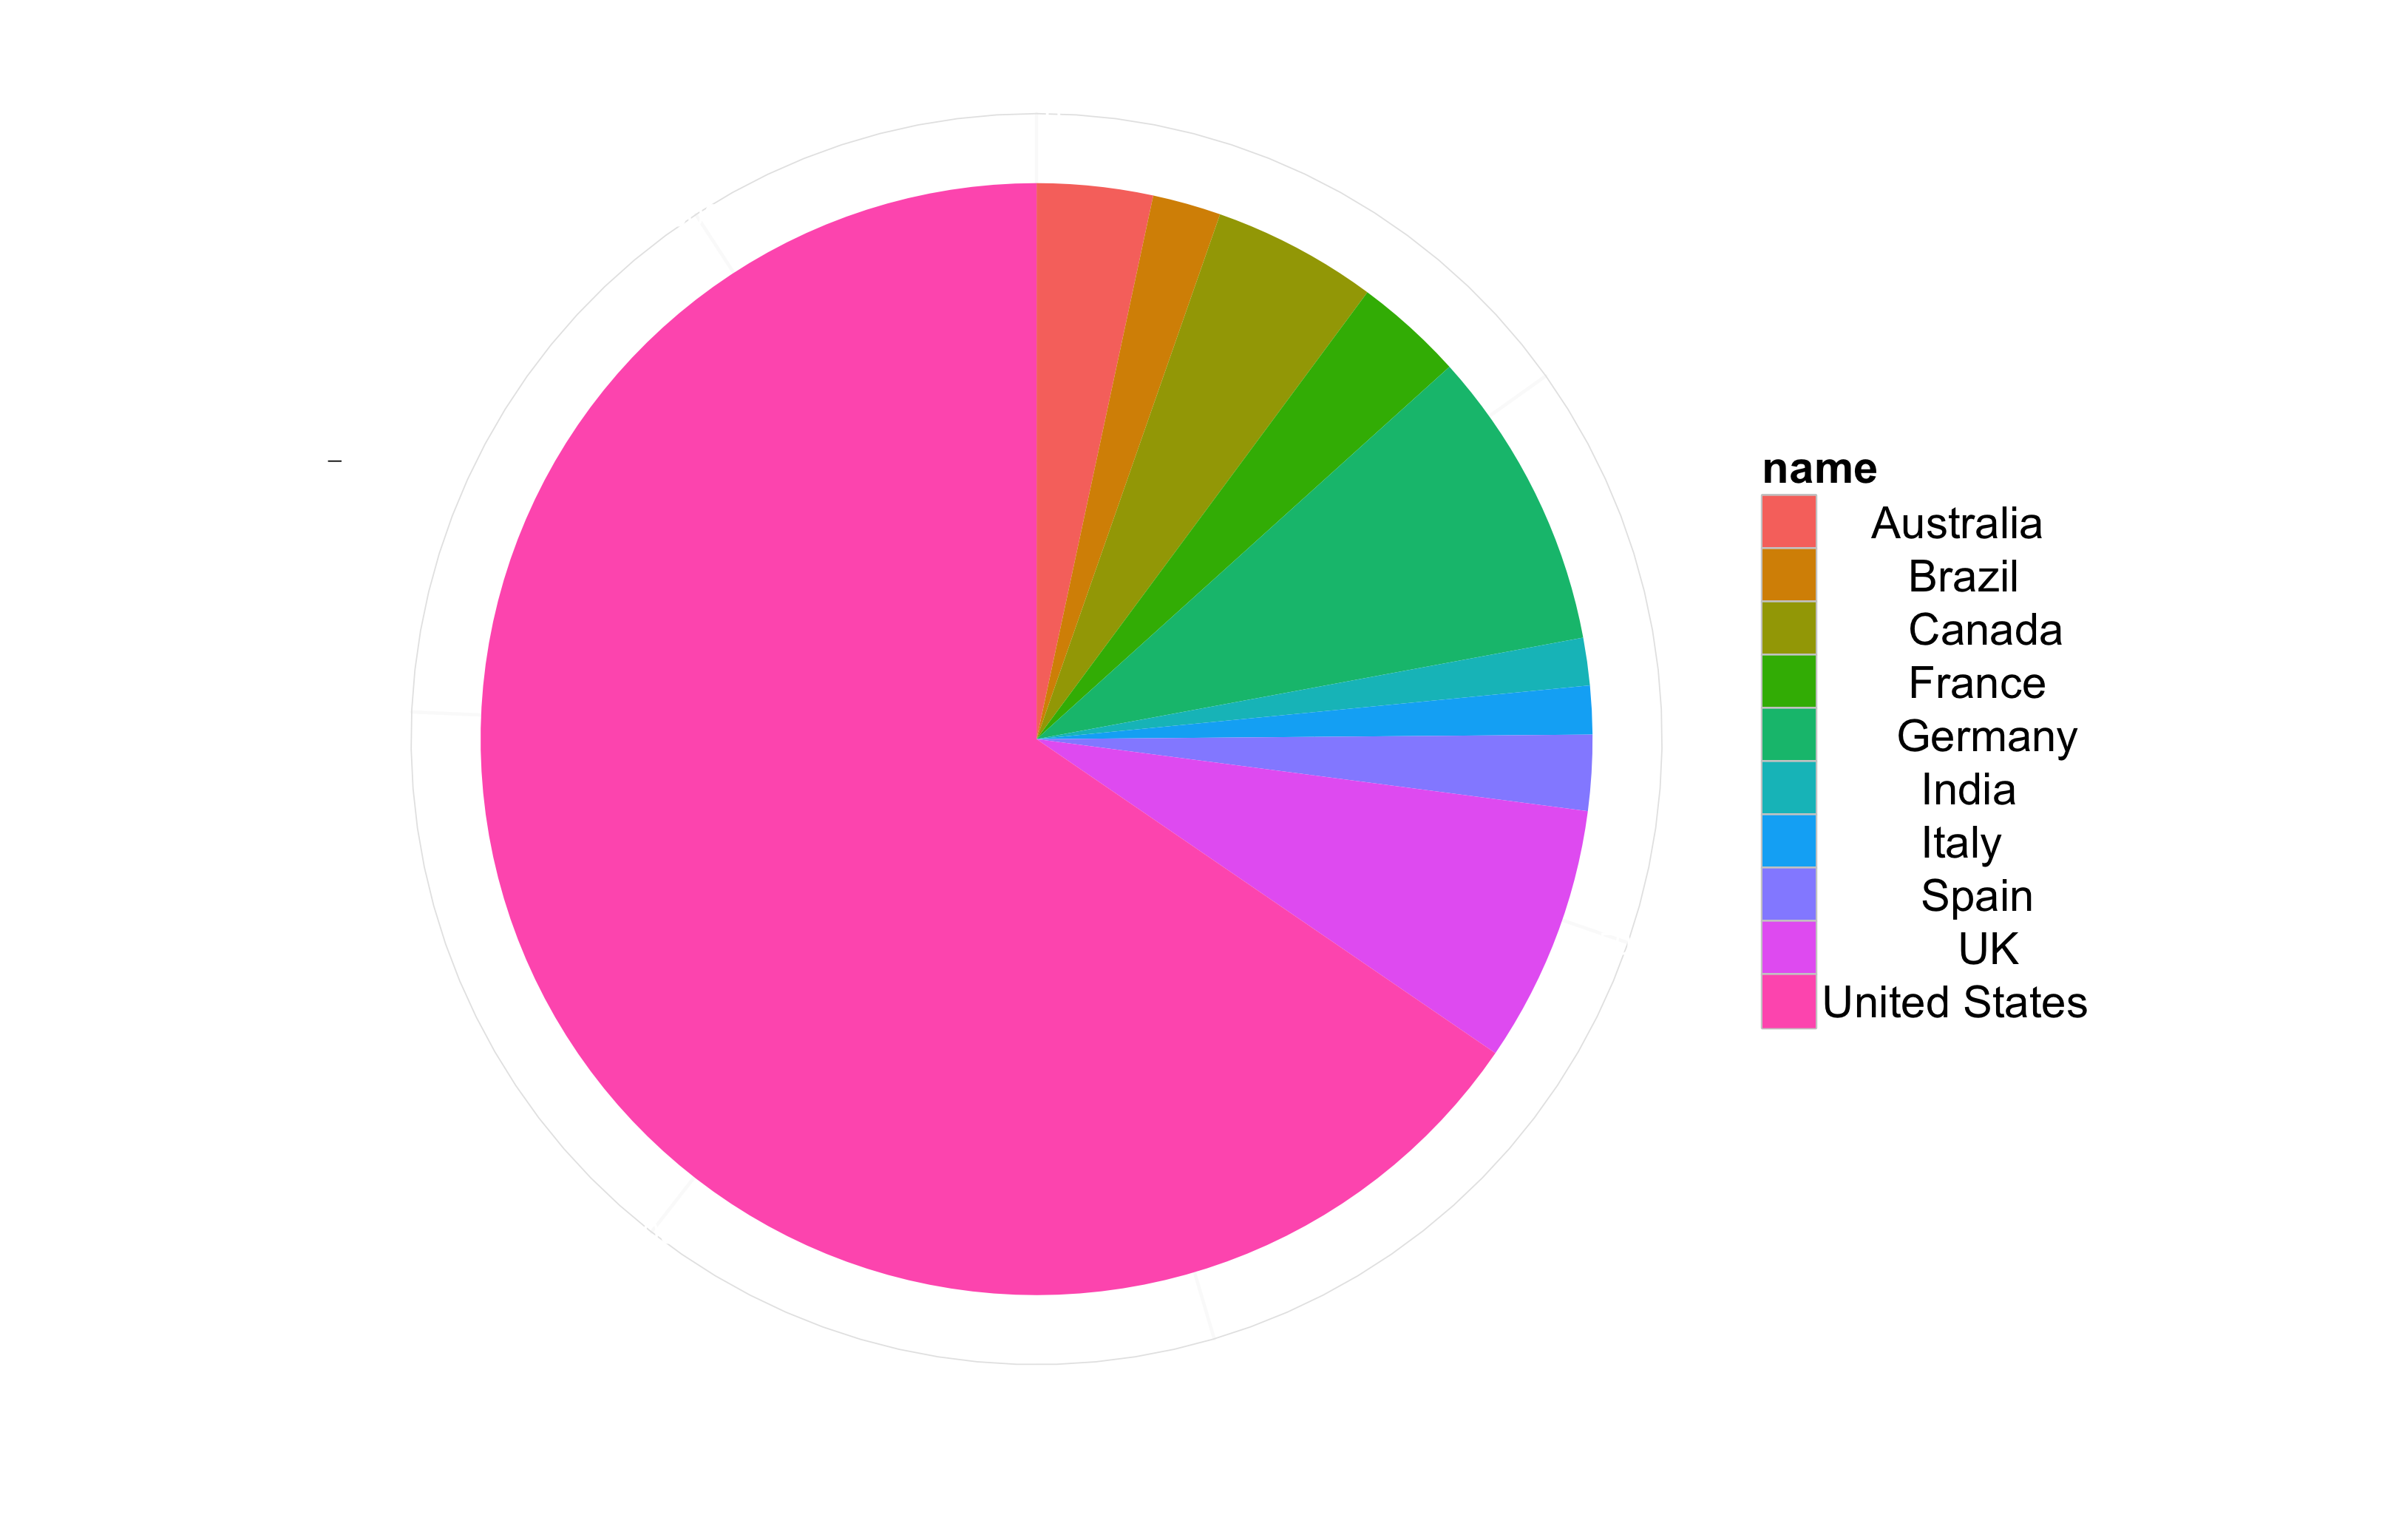 name
Australia
Brazil
Canada
France
Germany
India
Italy
Spain
UK
United States